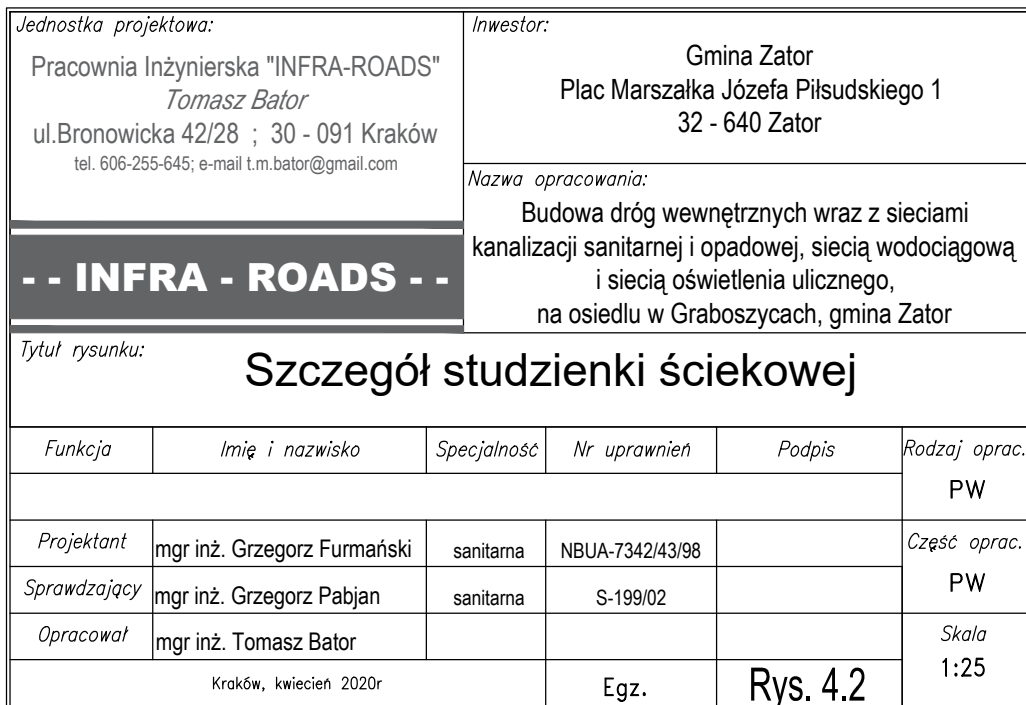 Jednostka projektowa:
Pracownia Inżynierska "INFRA-ROADS"
Tomasz Bator
ul.Bronowicka 42/28 ; 30 - 091 Kraków
tel. 606-255-645; e-mail t.m.bator@gmail.com
- - INFRA - ROADS - -
Inwestor:
Gmina Zator
Plac Marszałka Józefa Piłsudskiego 1
32 - 640 Zator
Nazwa opracowania:
Budowa dróg wewnętrznych wraz z sieciami
kanalizacji sanitarnej i opadowej, siecią wodociągową
i siecią oświetlenia ulicznego,
na osiedlu w Graboszycach, gmina Zator
Tytuł rysunku:
Szczegół studzienki ściekowej
Funkcja Imię i nazwisko Specjalność Nr uprawnień Podpis Rodzaj oprac.
PW
Projektant mgr inż. Grzegorz Furmański sanitarna NBUA-7342/43/98 Część oprac.
Sprawdzający mgr inż. Grzegorz Pabjan sanitarna S-199/02 PW
Opracował mgr inż. Tomasz Bator Skala
1:25
Kraków, kwiecień 2020r Egz. Rys. 4.2